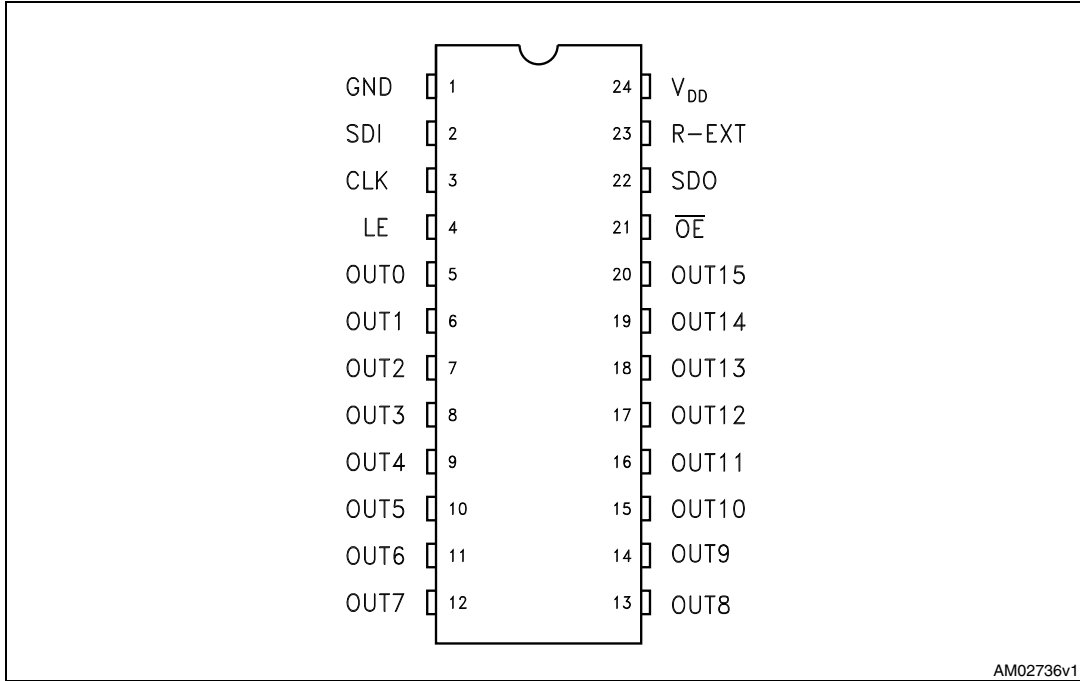 GND 1 24 V_DD
SDI 2 23 R-EXT
CLK 3 22 SDO
LE 4 21 O̅E̅
OUT0 5 20 OUT15
OUT1 6 19 OUT14
OUT2 7 18 OUT13
OUT3 8 17 OUT12
OUT4 9 16 OUT11
OUT5 10 15 OUT10
OUT6 11 14 OUT9
OUT7 12 13 OUT8
AM02736v1